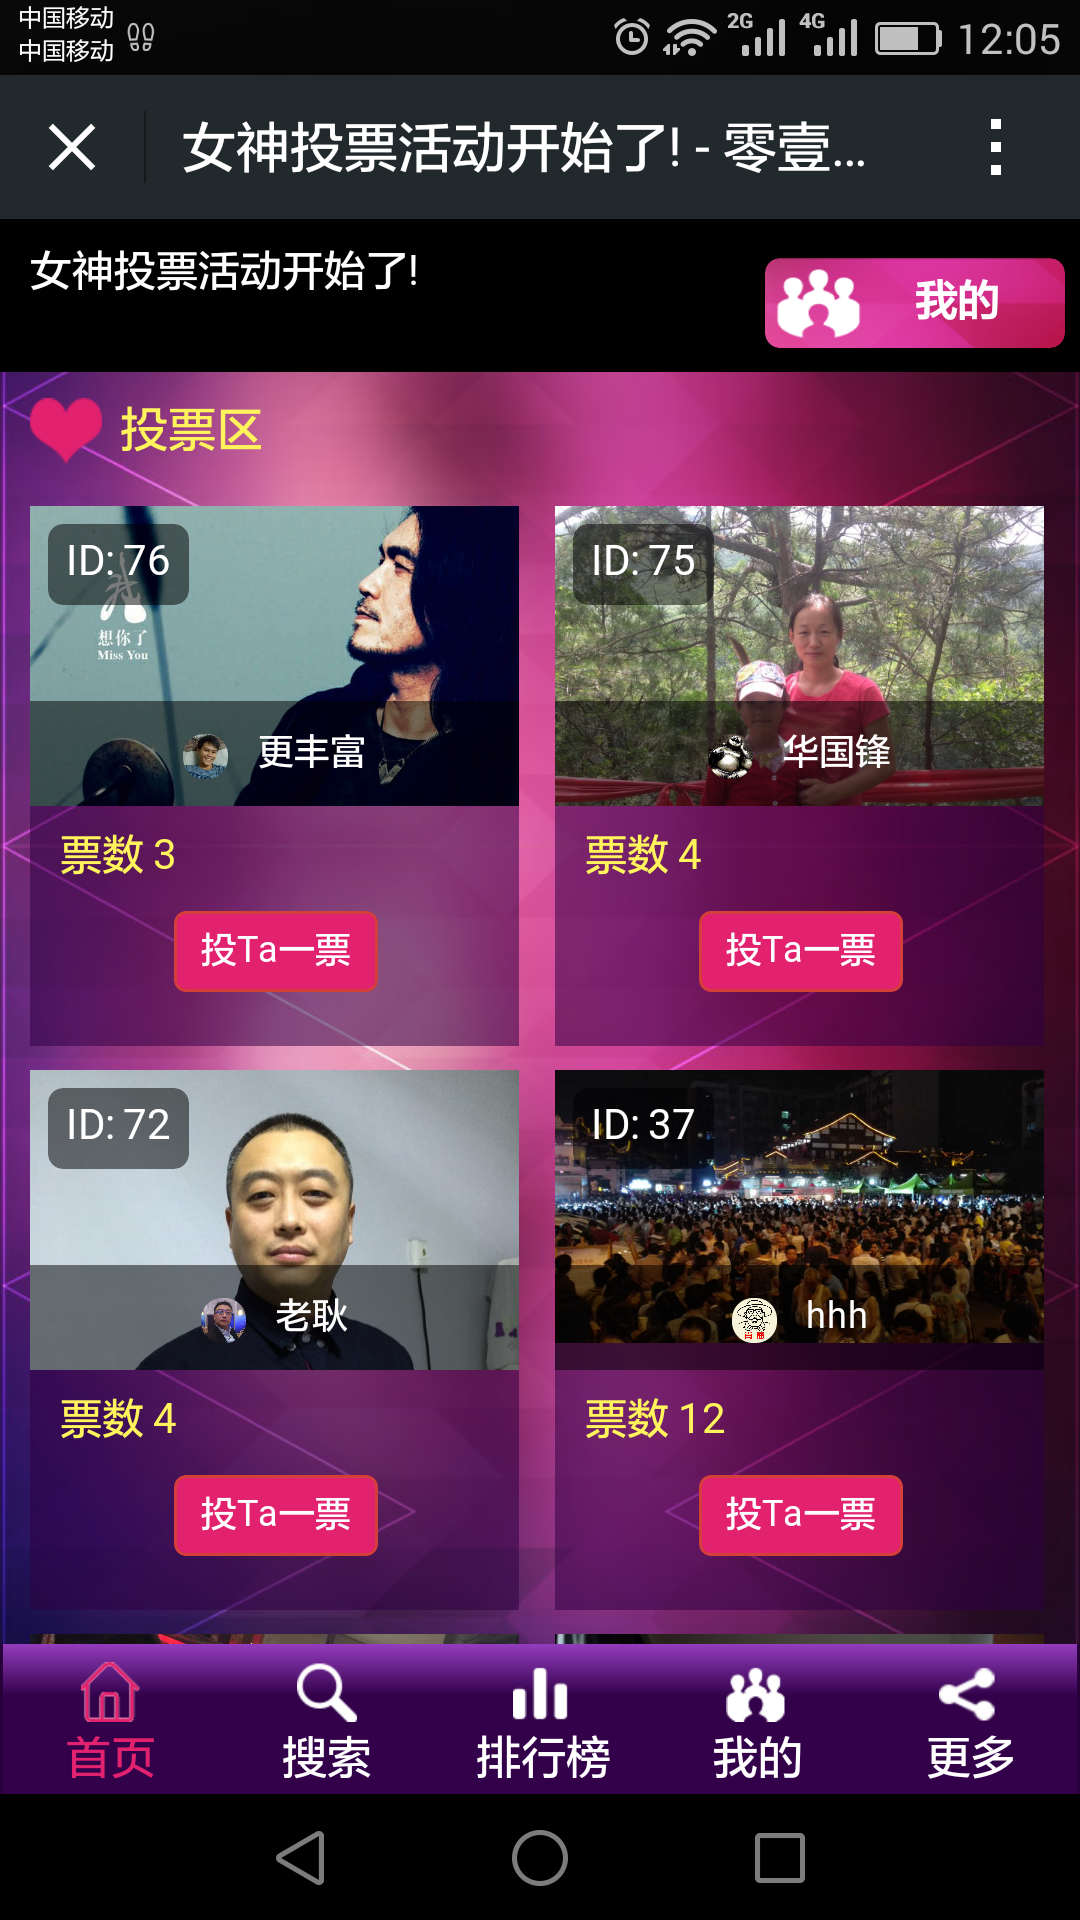 中国移动
中国移动
2G
4G
12:05
女神投票活动开始了! - 零壹...
女神投票活动开始了!
我的
投票区
ID: 76
想你了
Miss You
更丰富
票数 3
投Ta一票
ID: 75
华国锋
票数 4
投Ta一票
ID: 72
老耿
票数 4
投Ta一票
ID: 37
hhh
票数 12
投Ta一票
首页
搜索
排行榜
我的
更多